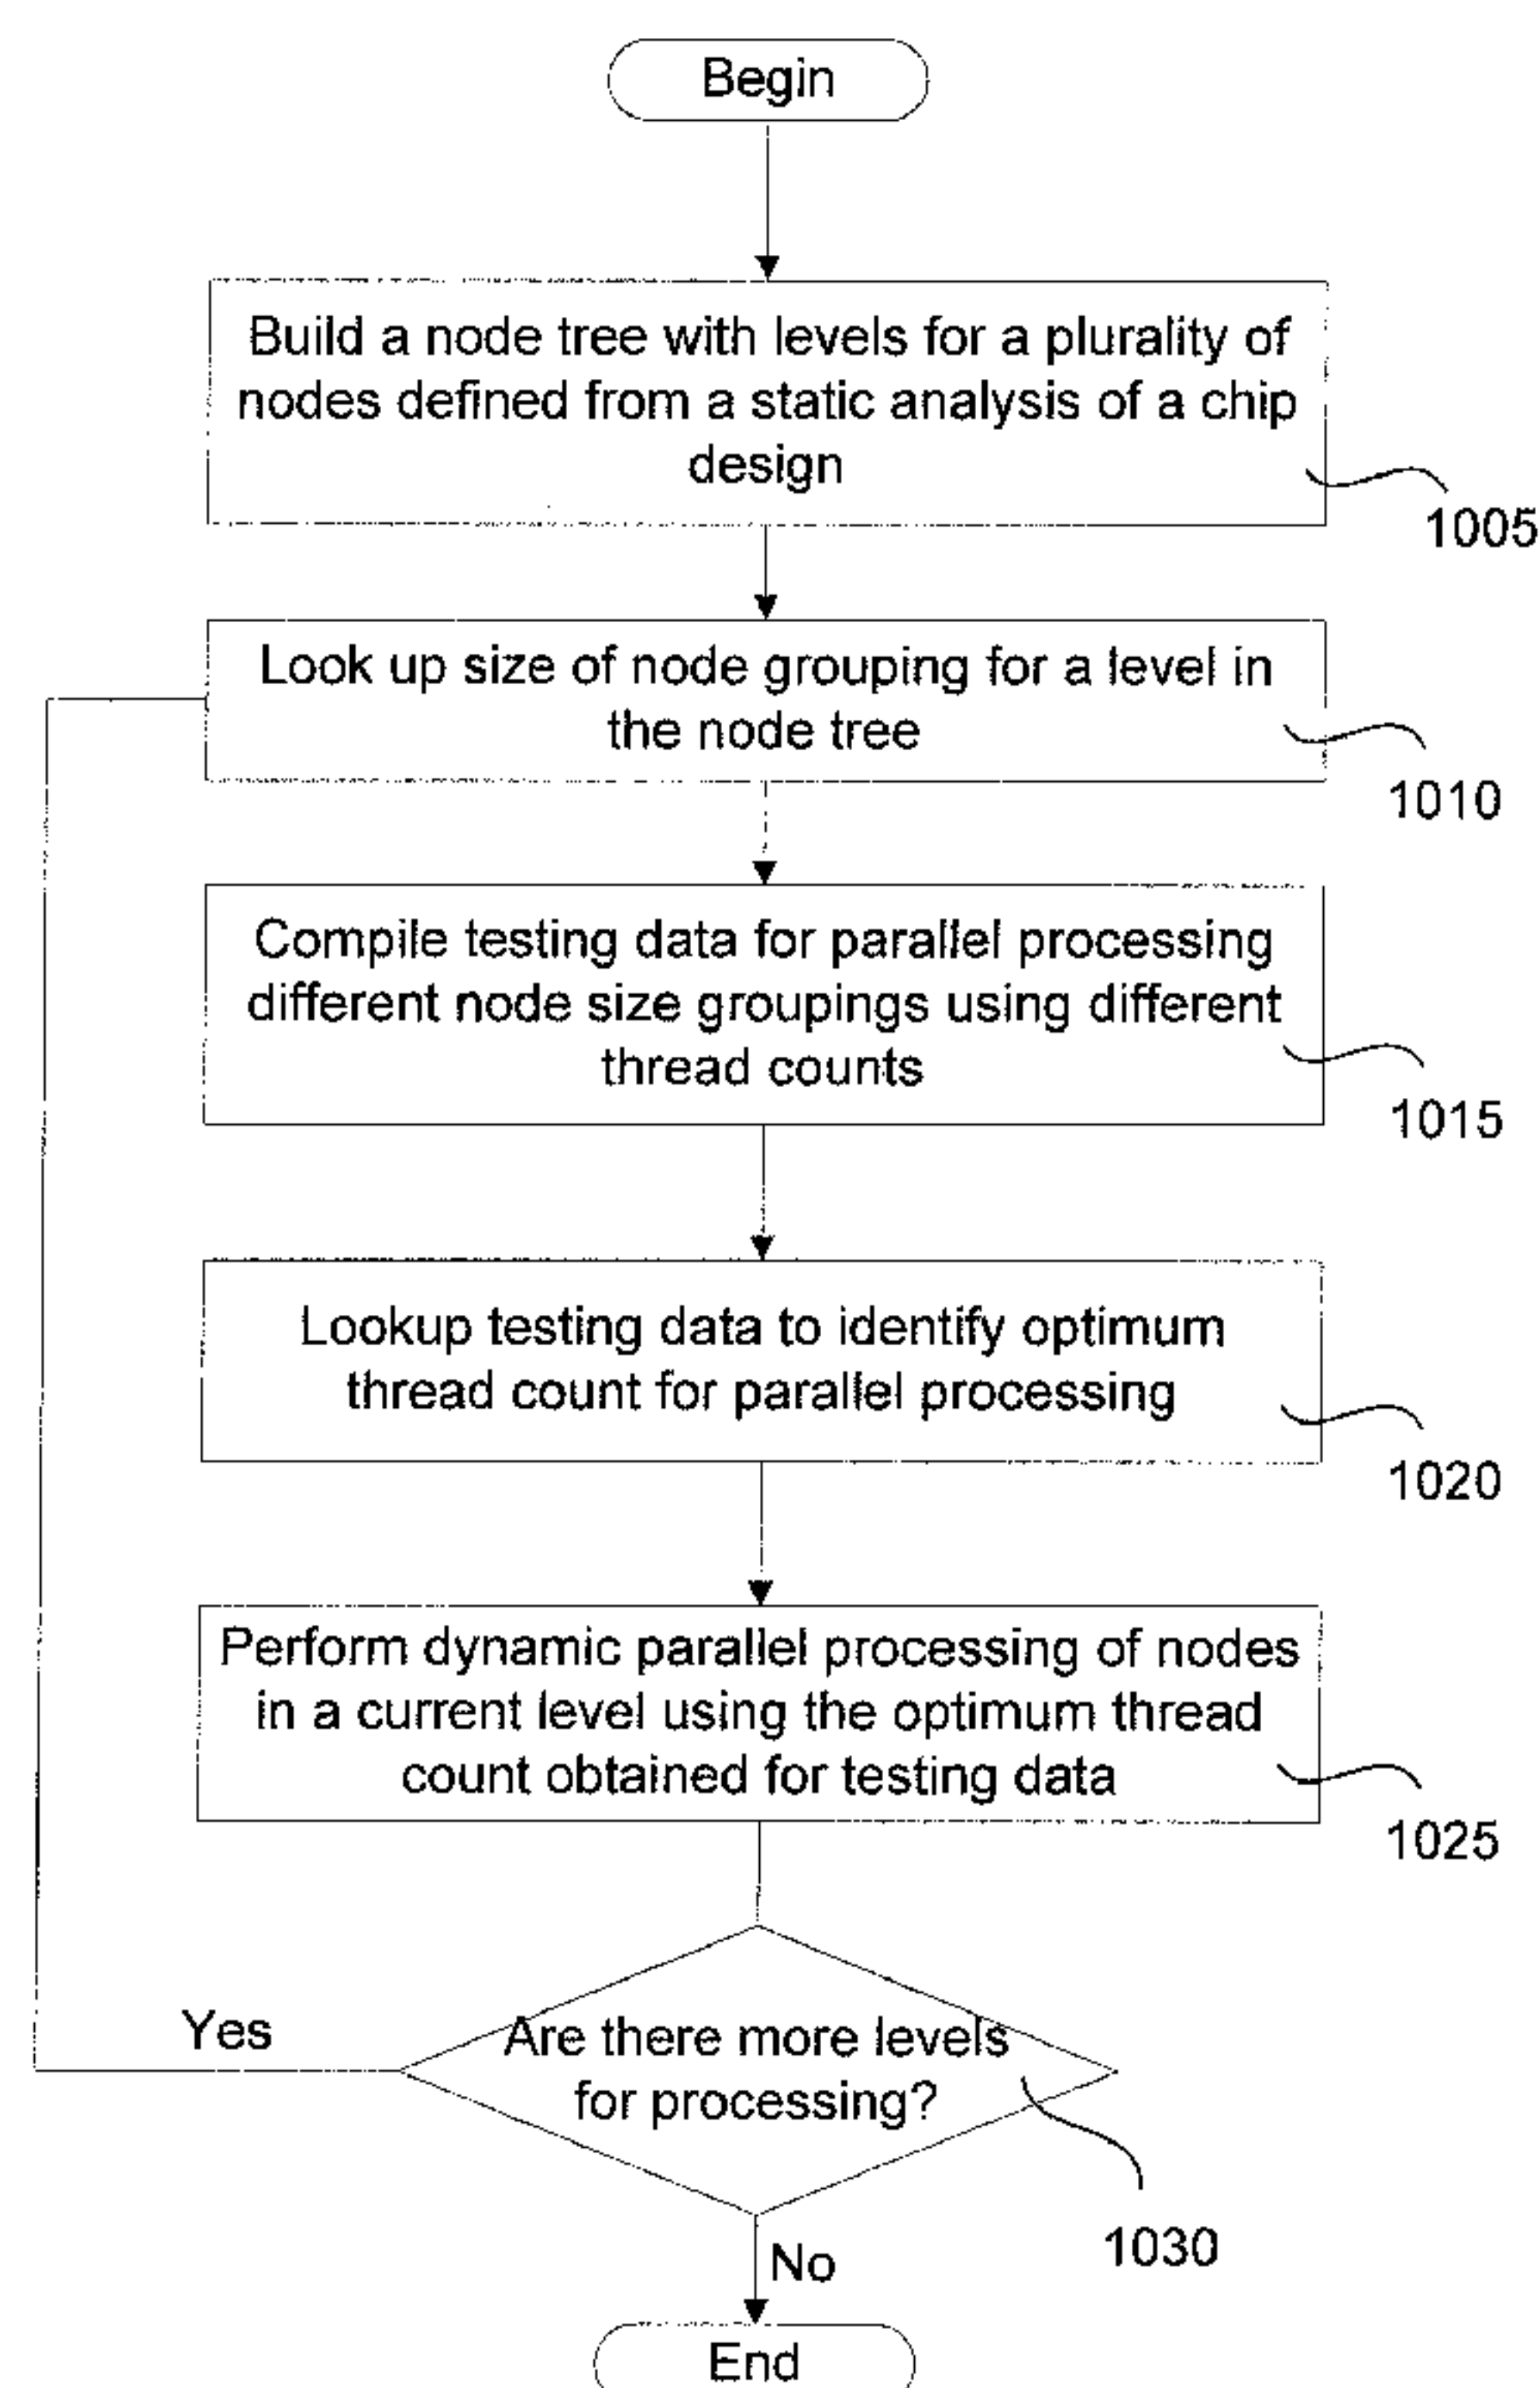 Begin
Build a node tree with levels for a plurality of
nodes defined from a static analysis of a chip
design
1005
Look up size of node grouping for a level in
the node tree
1010
Compile testing data for parallel processing
different node size groupings using different
thread counts
1015
Lookup testing data to identify optimum
thread count for parallel processing
1020
Perform dynamic parallel processing of nodes
in a current level using the optimum thread
count obtained for testing data
1025
Yes
Are there more levels
for processing?
1030
No
End